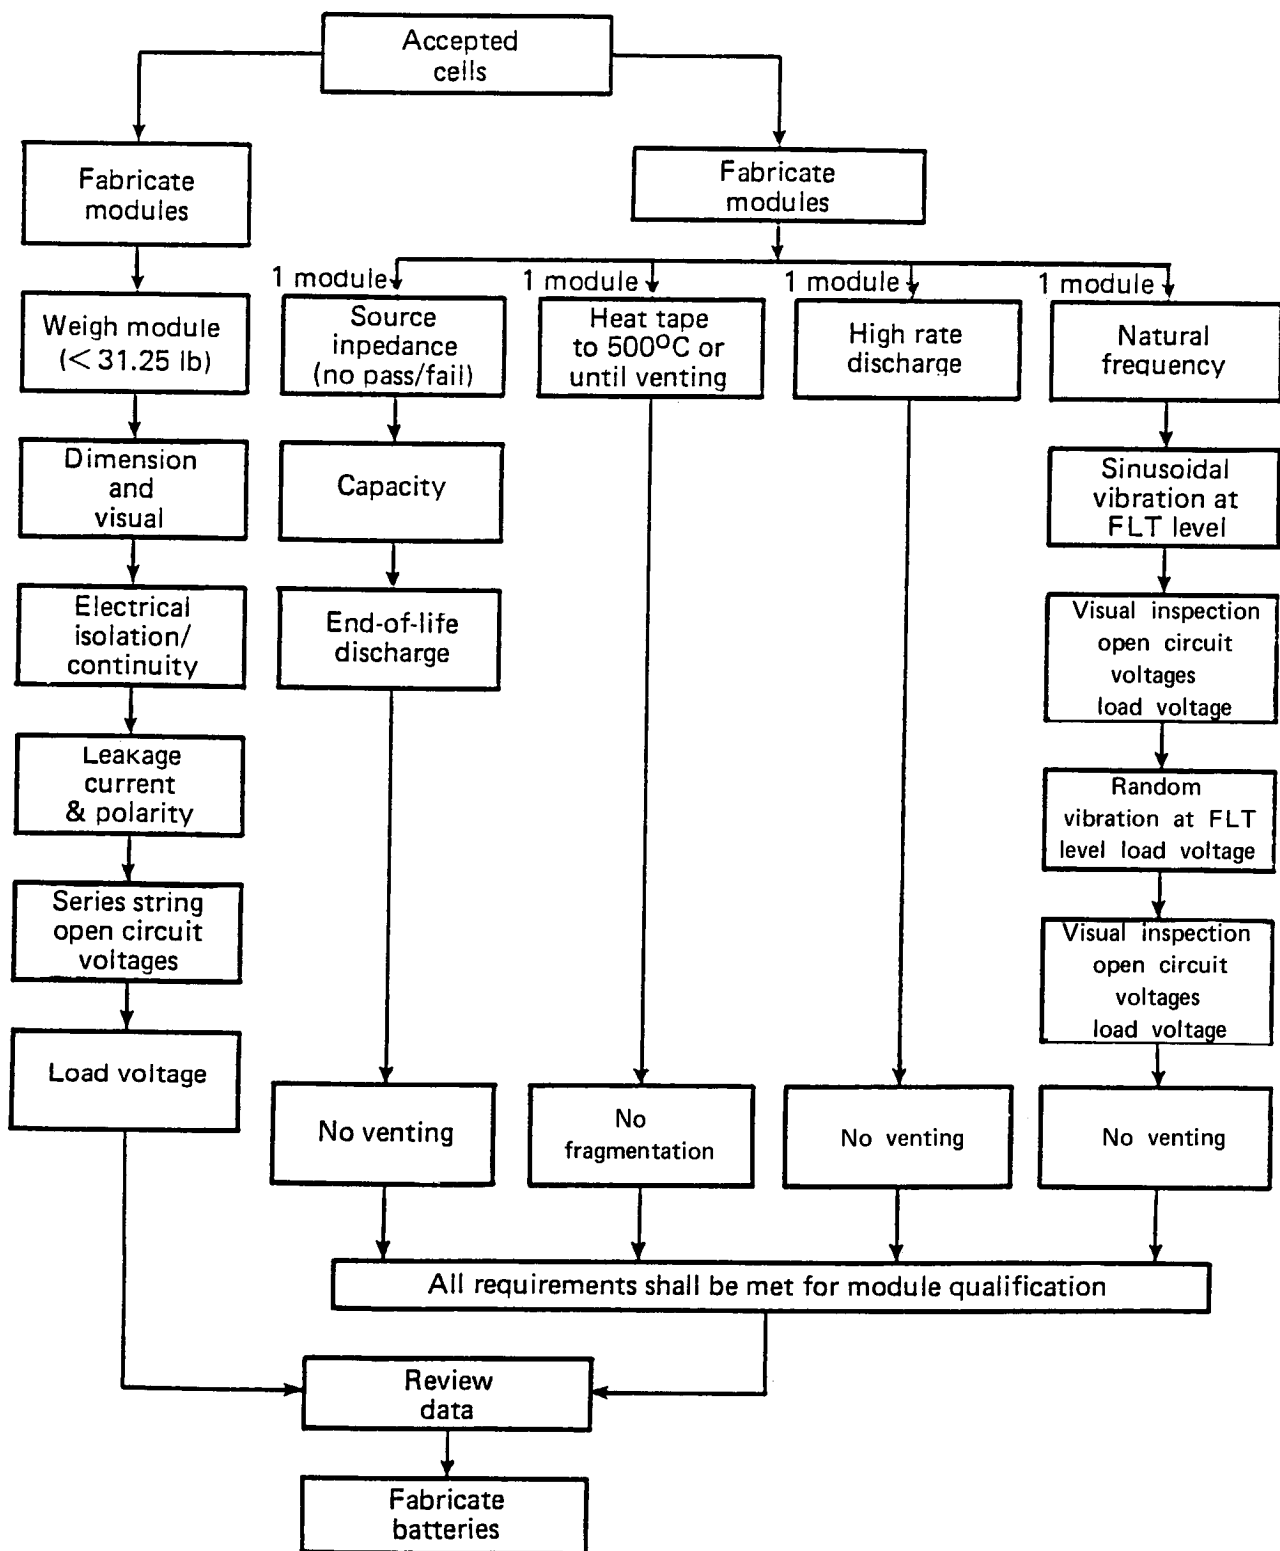 Accepted
cells
Fabricate
modules
Weigh module
(< 31.25 lb)
Dimension
and
visual
Electrical
isolation/
continuity
Leakage
current
& polarity
Series string
open circuit
voltages
Load voltage
Fabricate
modules
1 module
Source
inpedance
(no pass/fail)
Capacity
End-of-life
discharge
No venting
1 module
Heat tape
to 500°C or
until venting
No
fragmentation
1 module
High rate
discharge
No venting
1 module
Natural
frequency
Sinusoidal
vibration at
FLT level
Visual inspection
open circuit
voltages
load voltage
Random
vibration at FLT
level load voltage
Visual inspection
open circuit
voltages
load voltage
No venting
All requirements shall be met for module qualification
Review
data
Fabricate
batteries